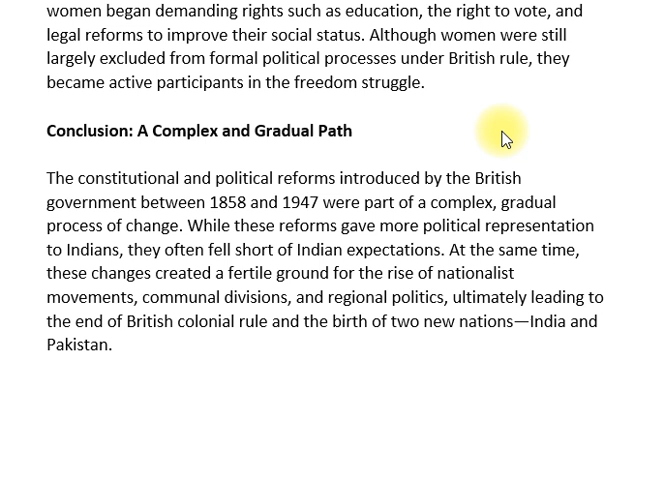 women began demanding rights such as education, the right to vote, and
legal reforms to improve their social status. Although women were still
largely excluded from formal political processes under British rule, they
became active participants in the freedom struggle.
Conclusion: A Complex and Gradual Path
The constitutional and political reforms introduced by the British
government between 1858 and 1947 were part of a complex, gradual
process of change. While these reforms gave more political representation
to Indians, they often fell short of Indian expectations. At the same time,
these changes created a fertile ground for the rise of nationalist
movements, communal divisions, and regional politics, ultimately leading to
the end of British colonial rule and the birth of two new nations—India and
Pakistan.